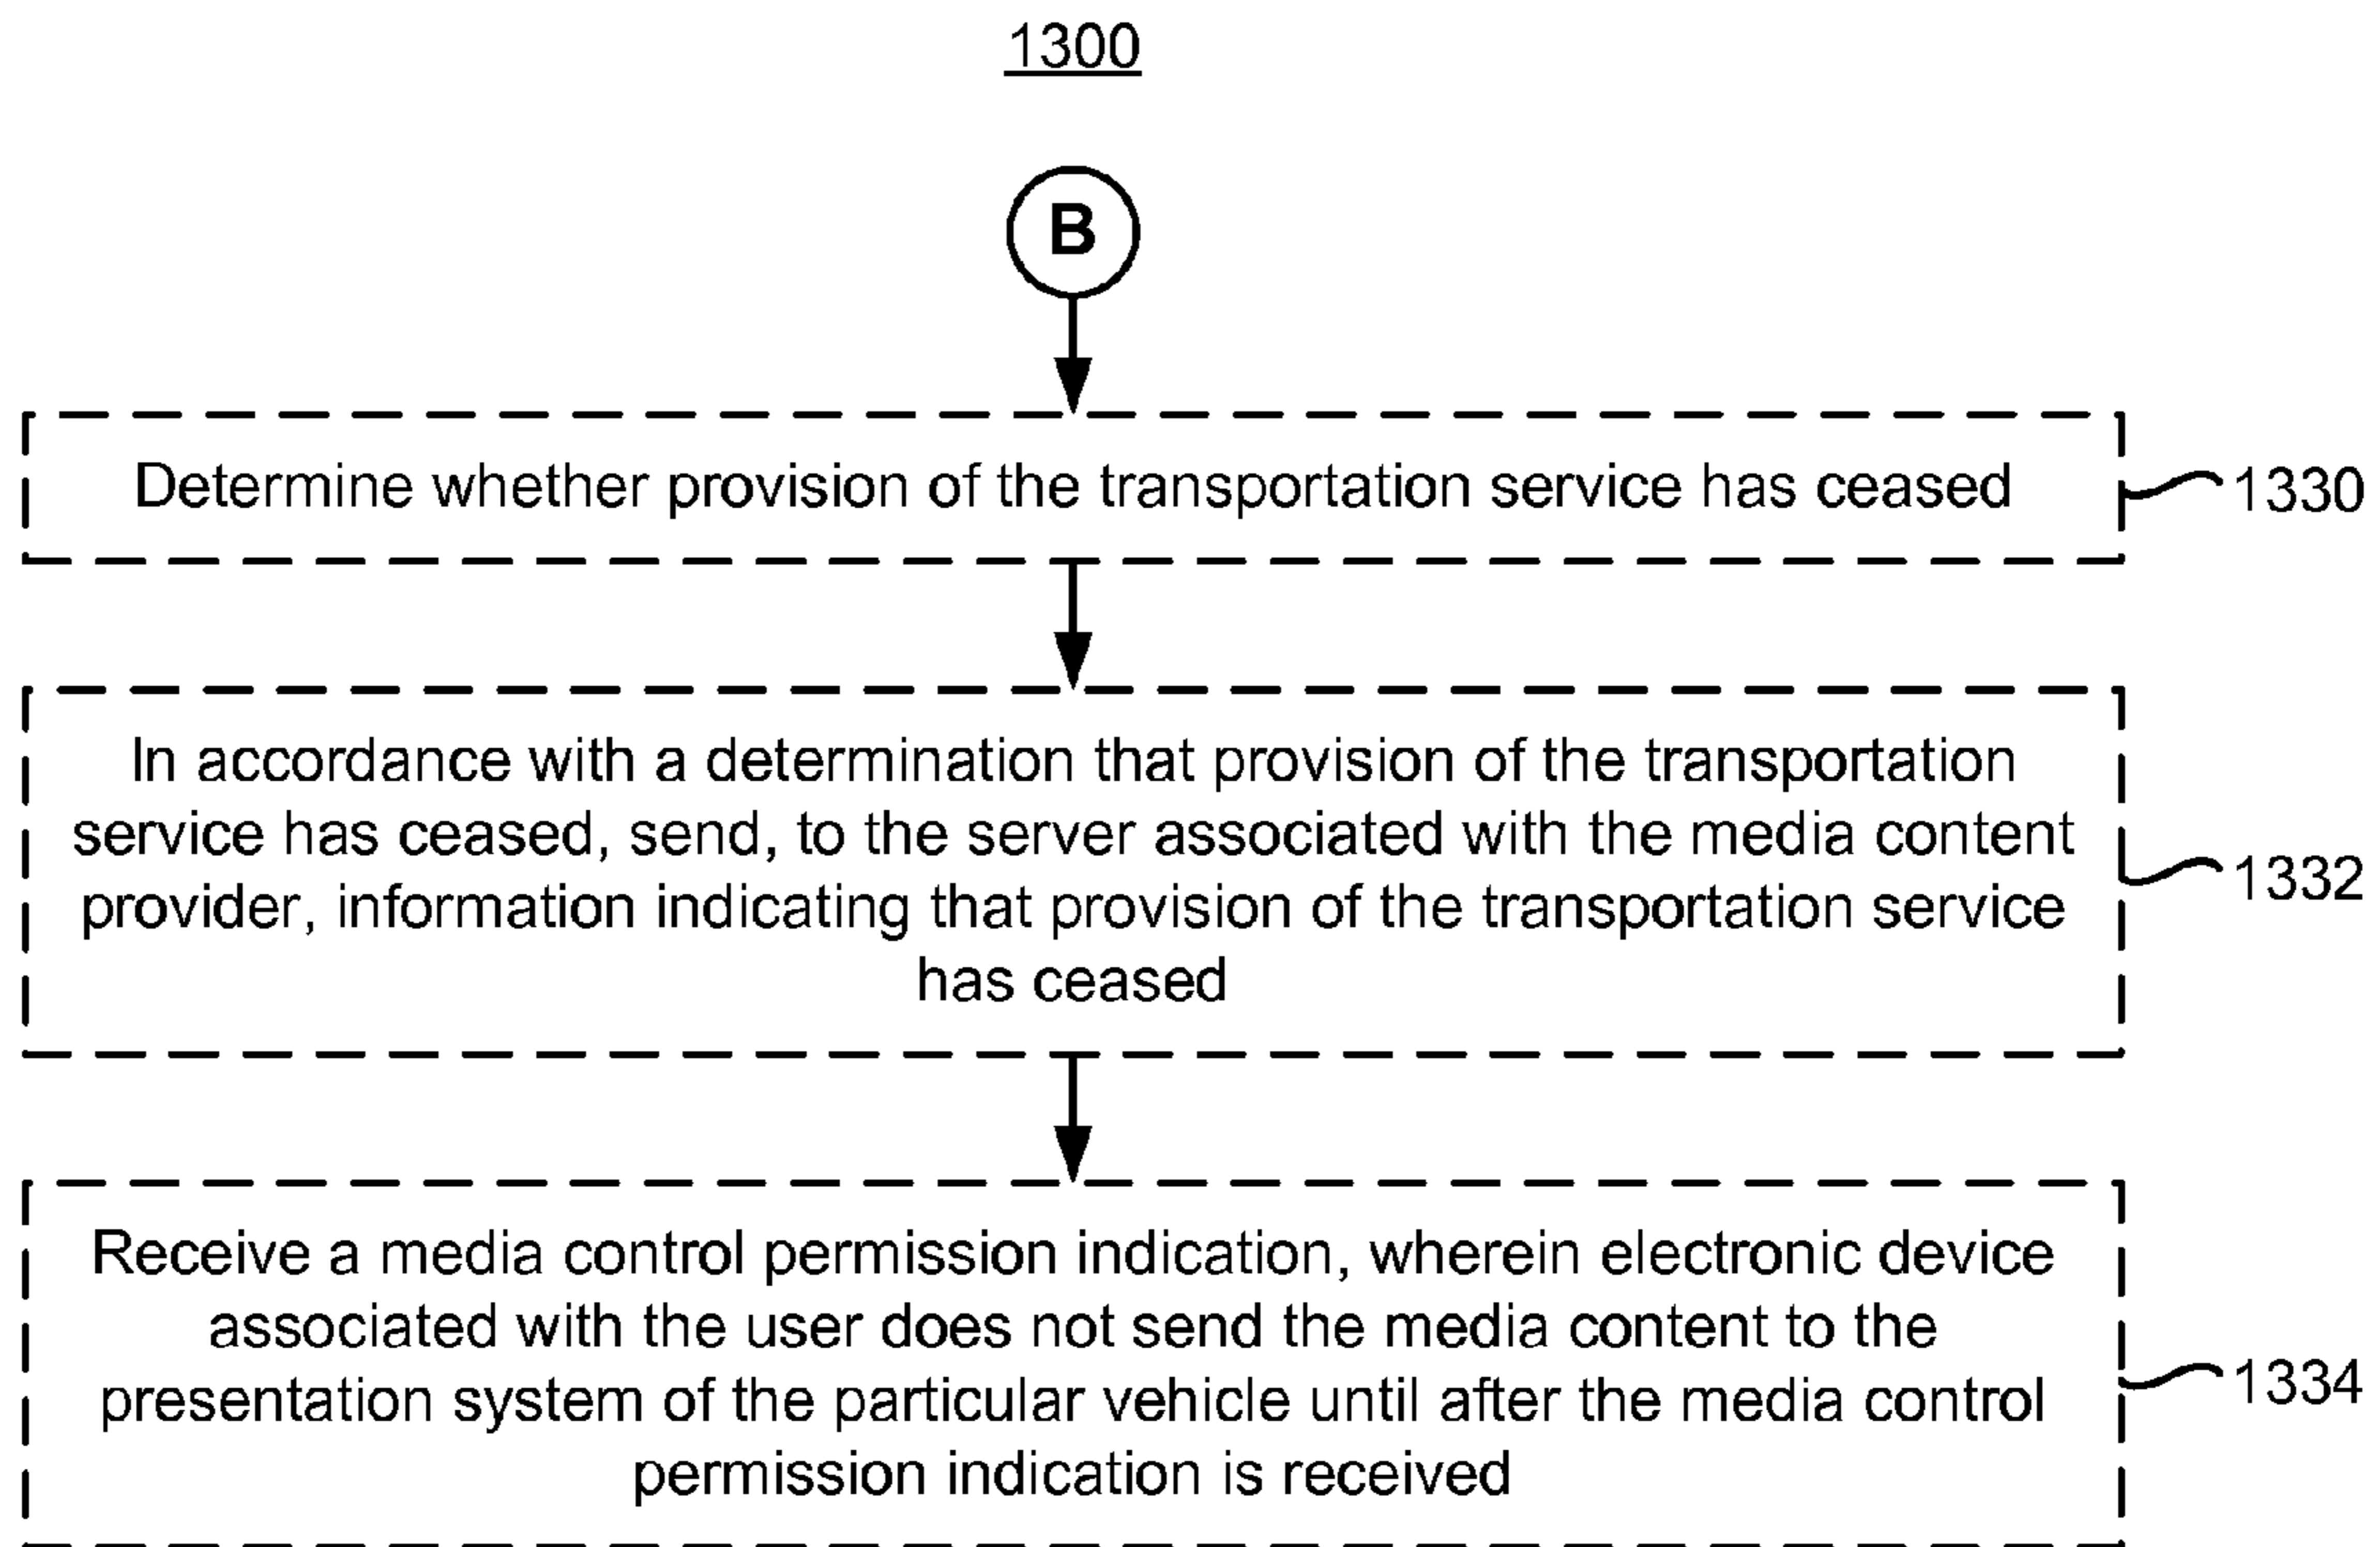 1300
B
Determine whether provision of the transportation service has ceased
1330
In accordance with a determination that provision of the transportation
service has ceased, send, to the server associated with the media content
provider, information indicating that provision of the transportation service
has ceased
1332
Receive a media control permission indication, wherein electronic device
associated with the user does not send the media content to the
presentation system of the particular vehicle until after the media control
permission indication is received
1334